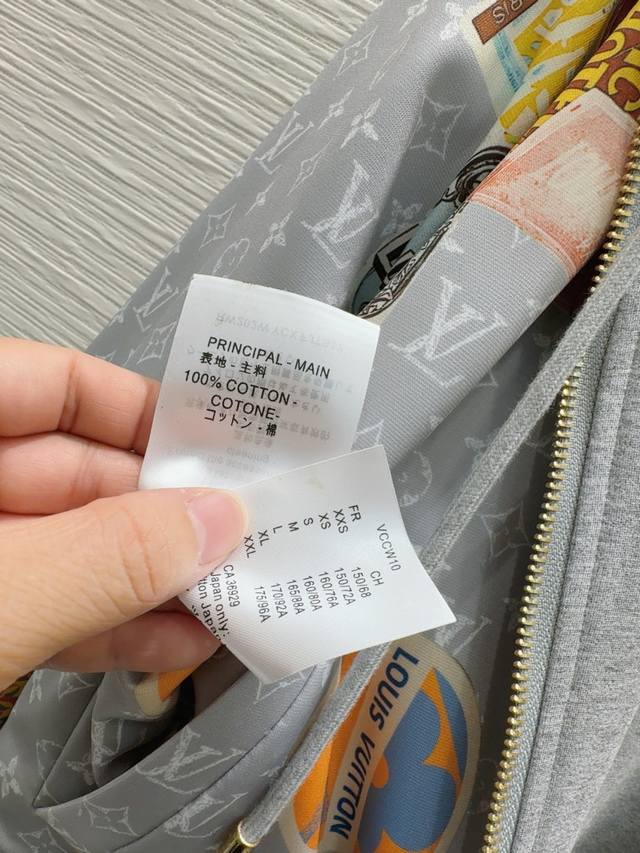 PRINCIPAL - MAIN
表地 - 主料
100% COTTON -
COTONE-
コットン - 棉
VCCW10
FR CH
XXS 150/68
XS 150/72A
S 160/76A
M 160/80A
L 165/88A
XL 170/92A
XXL 175/96A
CA 36929
Japan only:
LOUIS VUITTON
LV